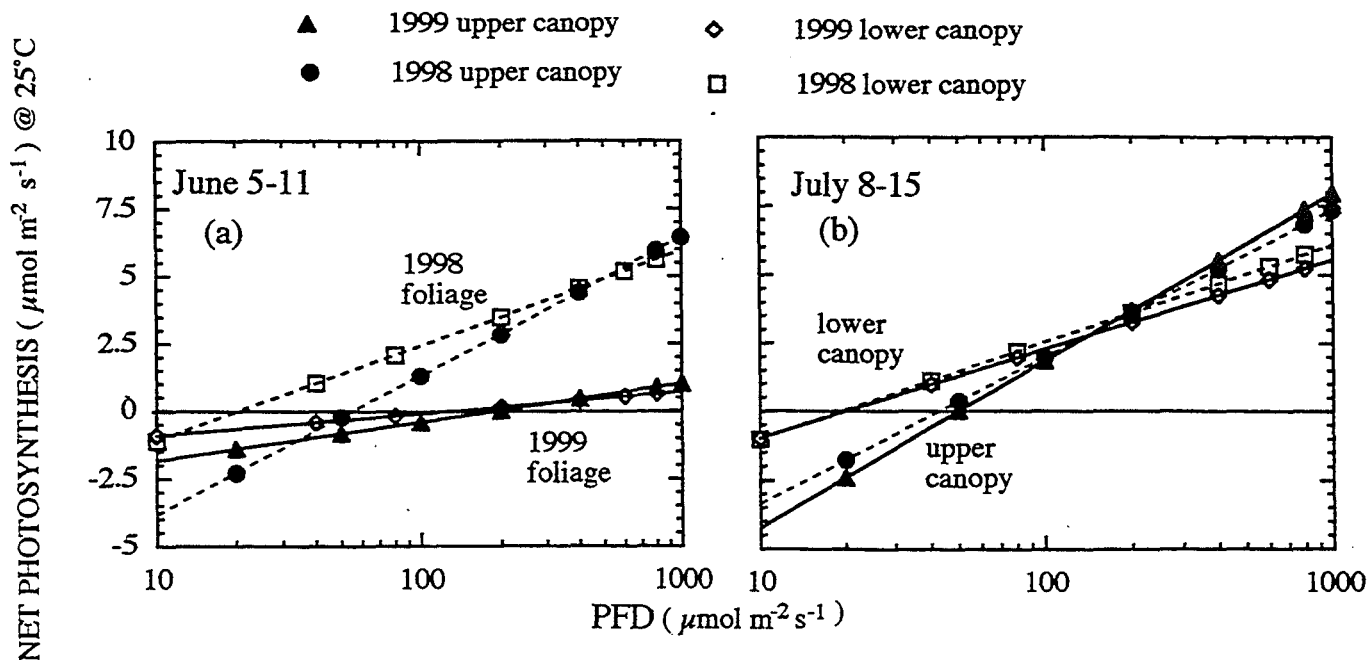 1999 upper canopy
1999 lower canopy
1998 upper canopy
1998 lower canopy
NET PHOTOSYNTHESIS ( μmol m⁻² s⁻¹ ) @ 25°C
10
7.5
5
2.5
0
-2.5
-5
June 5-11
(a)
1998
foliage
1999
foliage
10
100
1000
July 8-15
(b)
lower
canopy
upper
canopy
10
100
1000
PFD ( μmol m⁻² s⁻¹ )